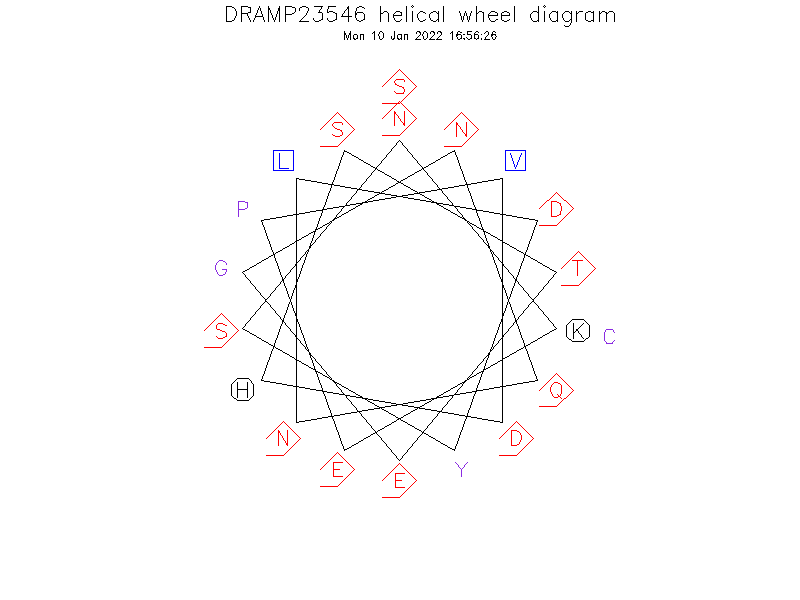 DRAMP23546 helical wheel diagram
Mon 10 Jan 2022 16:56:26
S
S N N
L V
P D
G T
S K C
H Q
N D
E E Y